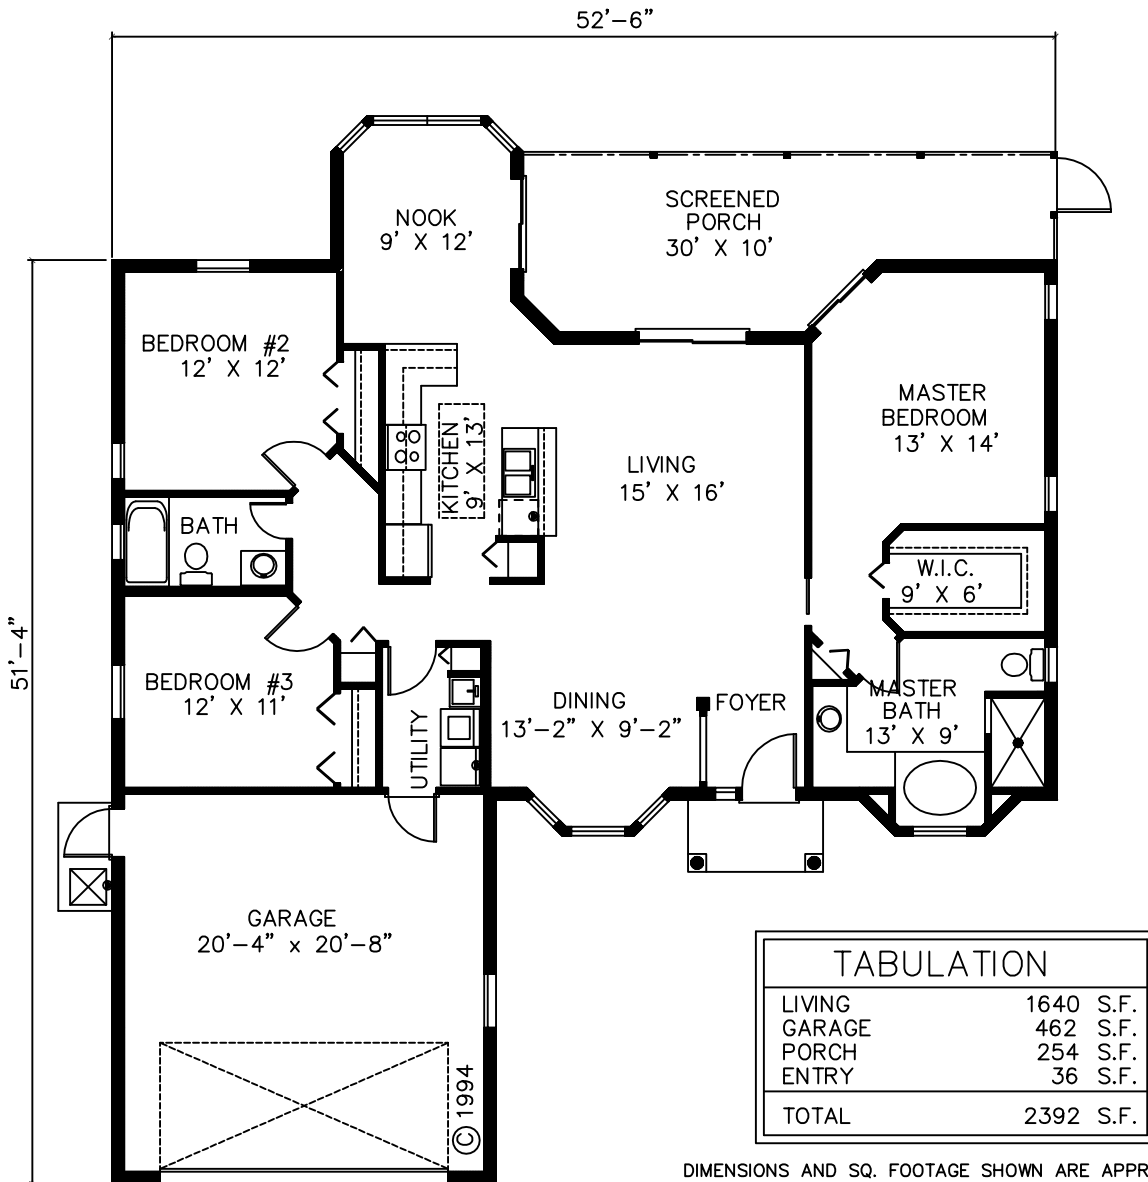 52'-6"
SCREENED
PORCH
30' X 10'
NOOK
9' X 12'
BEDROOM #2
12' X 12'
MASTER
BEDROOM
13' X 14'
KITCHEN
9' X 13'
LIVING
15' X 16'
BATH
W.I.C.
9' X 6'
51'-4"
BEDROOM #3
12' X 11'
UTILITY
DINING
13'-2" X 9'-2"
FOYER
MASTER
BATH
13' X 9'
GARAGE
20'-4" x 20'-8"
© 1994
TABULATION
LIVING 1640 S.F.
GARAGE 462 S.F.
PORCH 254 S.F.
ENTRY 36 S.F.
TOTAL 2392 S.F.
DIMENSIONS AND SQ. FOOTAGE SHOWN ARE APPR